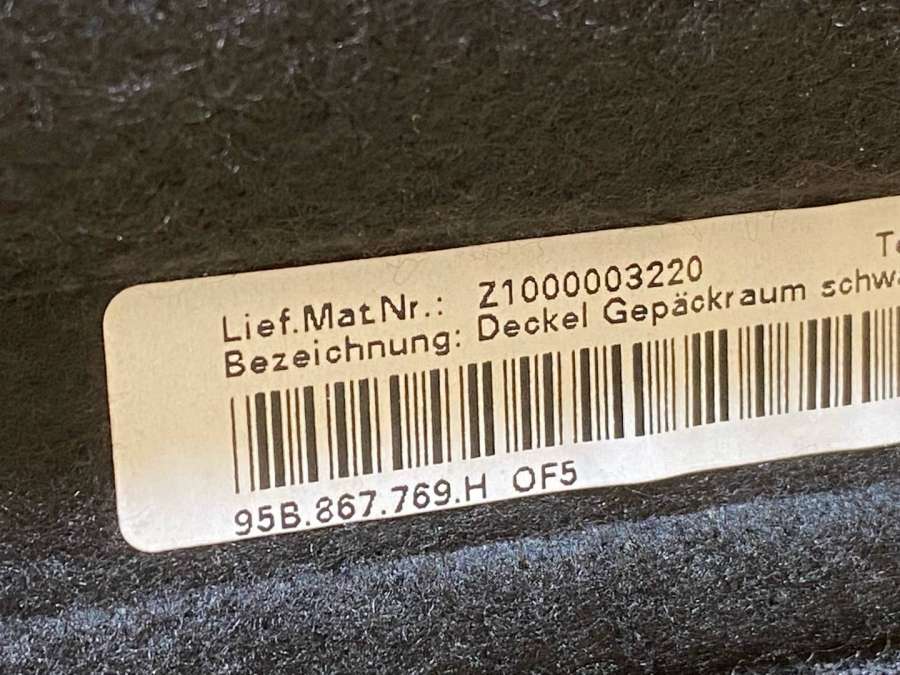 Lief.Mat.Nr.: Z1000003220
Bezeichnung: Deckel Gepäckraum
95B.867.769.H OF5